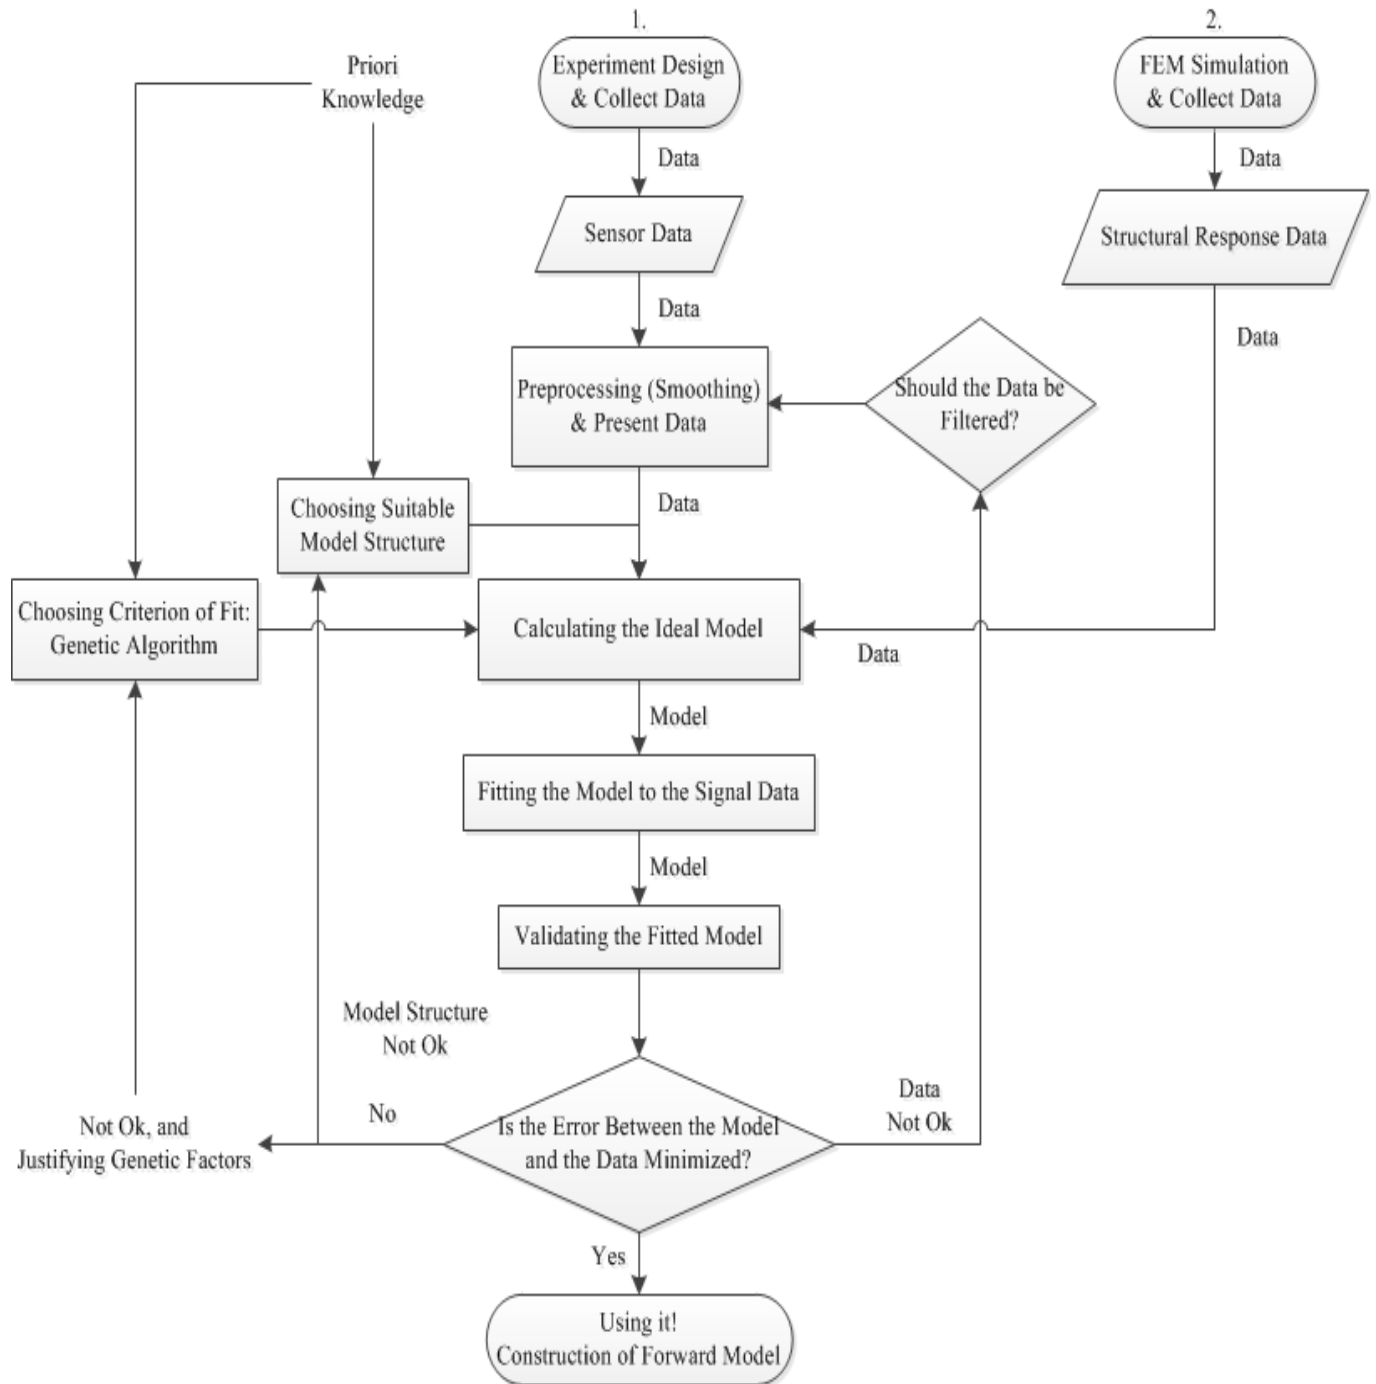 1.
2.
Priori
Knowledge
Experiment Design
& Collect Data
FEM Simulation
& Collect Data
Data
Data
Sensor Data
Structural Response Data
Data
Data
Preprocessing (Smoothing)
& Present Data
Should the Data be
Filtered?
Data
Choosing Suitable
Model Structure
Choosing Criterion of Fit:
Genetic Algorithm
Calculating the Ideal Model
Data
Model
Fitting the Model to the Signal Data
Model
Validating the Fitted Model
Model Structure
Not Ok
Data
Not Ok
No
Not Ok, and
Justifying Genetic Factors
Is the Error Between the Model
and the Data Minimized?
Yes
Using it!
Construction of Forward Model